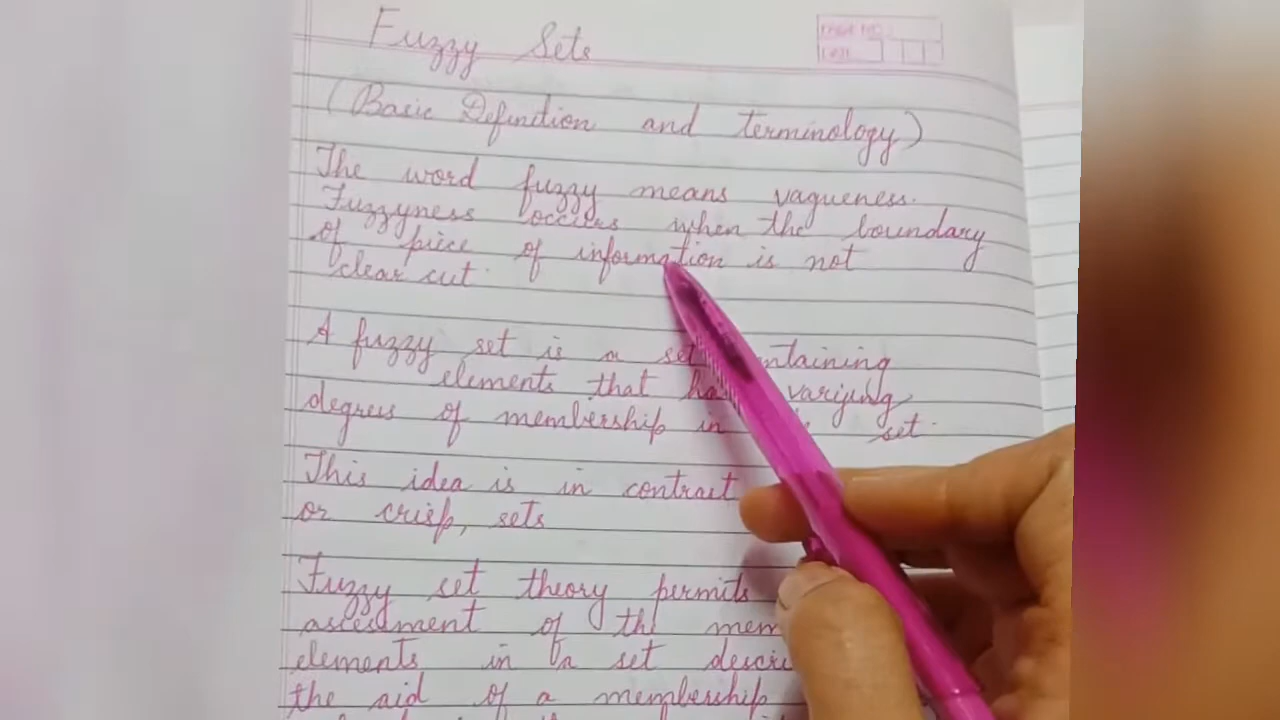 Fuzzy Sets
(Basic Definition and terminology)
The word fuzzy means vagueness.
Fuzzyness occurs when the boundary
of piece of information is not
clear cut.
A fuzzy set is a set
elements that varying
degrees of membership in set.
This idea is in contrast
or crisp, sets
Fuzzy set theory permits
assessment of the
elements in a set
the aid of a membership